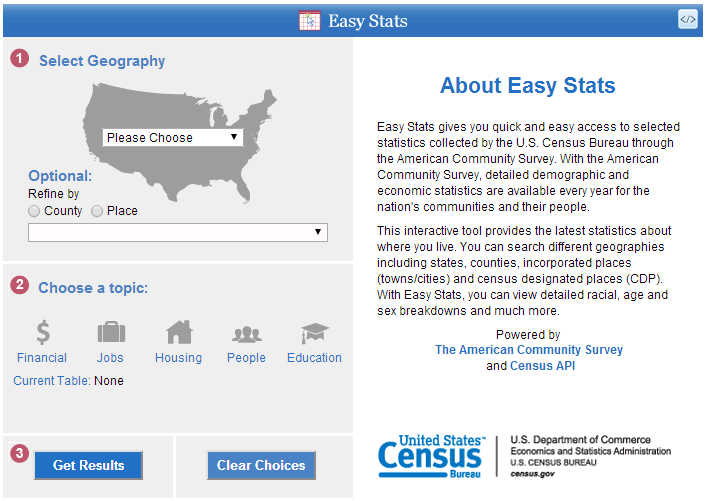 Easy Stats
</>
1 Select Geography
Please Choose
Optional:
Refine by
County Place
2 Choose a topic:
Financial Jobs Housing People Education
Current Table: None
3 Get Results Clear Choices
About Easy Stats
Easy Stats gives you quick and easy access to selected
statistics collected by the U.S. Census Bureau through
the American Community Survey. With the American
Community Survey, detailed demographic and
economic statistics are available every year for the
nation's communities and their people.
This interactive tool provides the latest statistics about
where you live. You can search different geographies
including states, counties, incorporated places
(towns/cities) and census designated places (CDP).
With Easy Stats, you can view detailed racial, age and
sex breakdowns and much more.
Powered by
The American Community Survey
and Census API
United States™
Census
Bureau
U.S. Department of Commerce
Economics and Statistics Administration
U.S. CENSUS BUREAU
census.gov